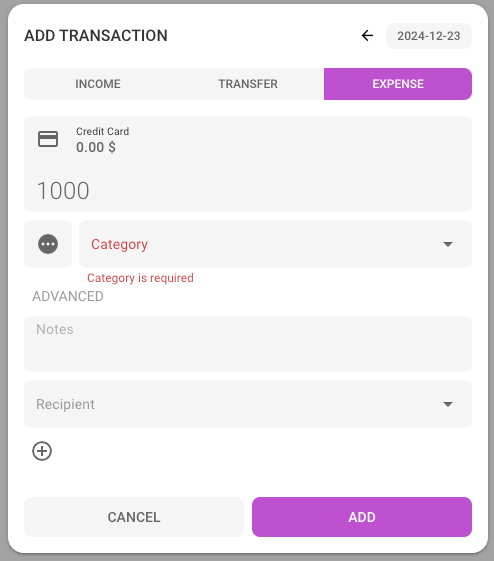 ADD TRANSACTION
2024-12-23
INCOME
TRANSFER
EXPENSE
Credit Card
0.00 $
1000
Category
Category is required
ADVANCED
Notes
Recipient
CANCEL
ADD